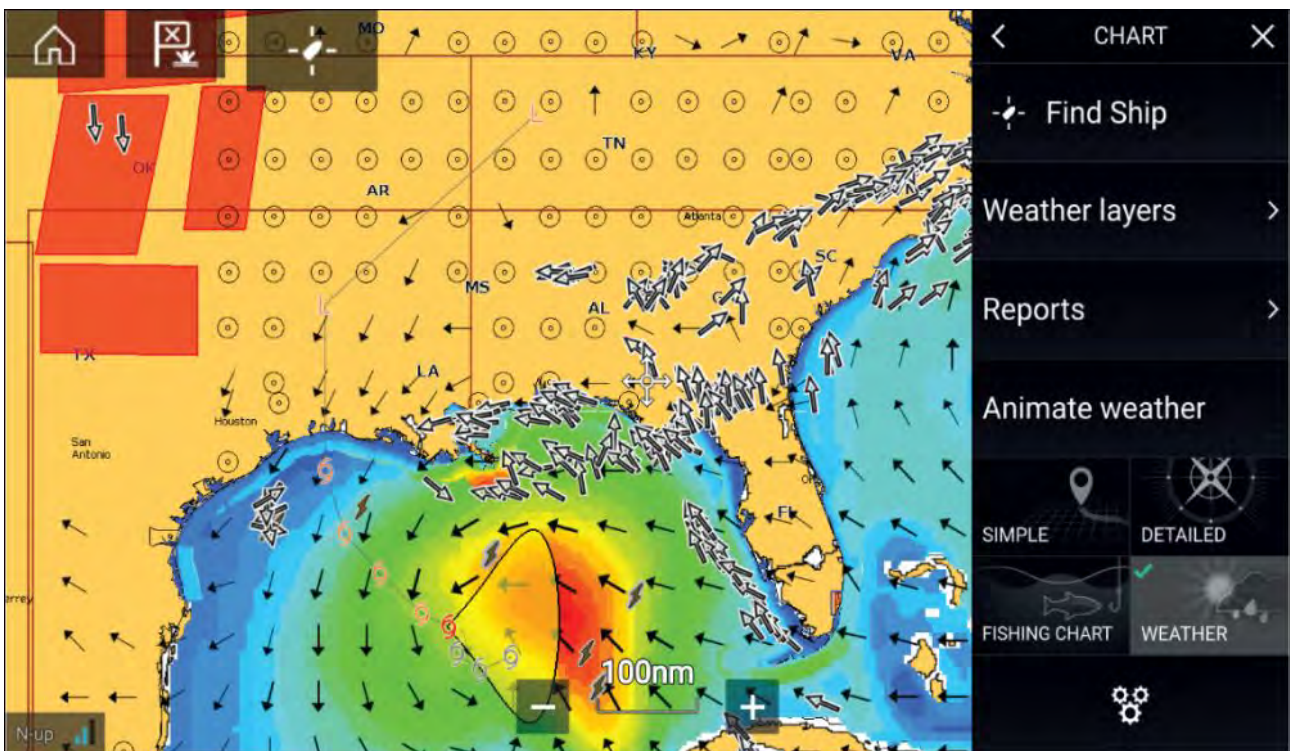 MO
KY
VA
CHART
Find Ship
TN
OK
AR
Weather layers
Atlanta
SC
MS
AL
Reports
TX
LA
Animate weather
Houston
San
Antonio
FL
SIMPLE
DETAILED
FISHING CHART
WEATHER
100nm
N-up